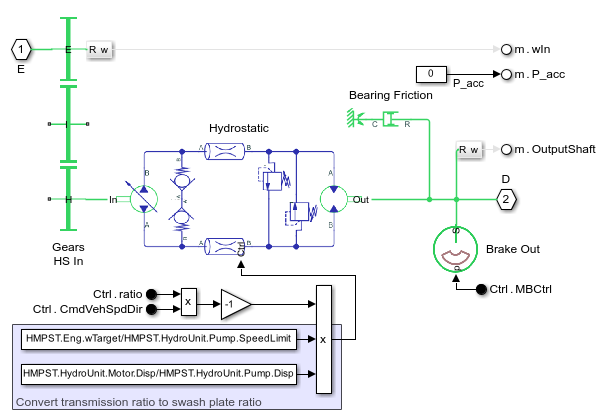 1
E
E
R w
m.wIn
0
P_acc
m.P_acc
Bearing Friction
C
R
I
Hydrostatic
A
B
R w
m.OutputShaft
B
A
B
A
A
B
A
D
2
H
In
Out
A
B
S
Gears
HS In
A
B
Ctrl
P
Brake Out
Ctrl.MBCtrl
Ctrl.ratio
Ctrl.CmdVehSpdDir
x
-1
x
HMPST.Eng.wTarget/HMPST.HydroUnit.Pump.SpeedLimit
HMPST.HydroUnit.Motor.Disp/HMPST.HydroUnit.Pump.Disp
Convert transmission ratio to swash plate ratio